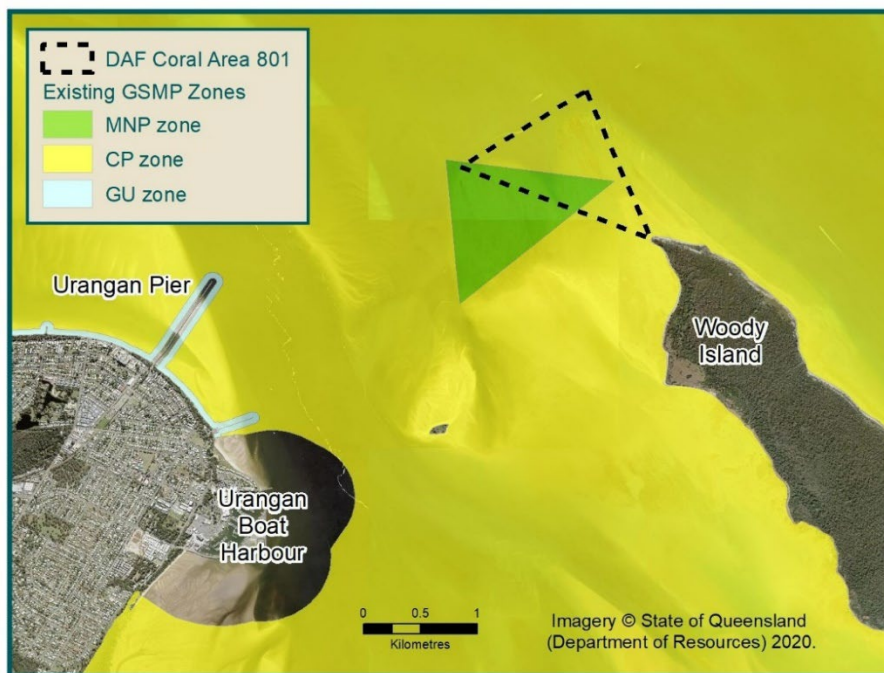 DAF Coral Area 801
Existing GSMP Zones
MNP zone
CP zone
GU zone
Urangan Pier
Woody
Island
Urangan
Boat
Harbour
0 0.5 1
Kilometres
Imagery © State of Queensland
(Department of Resources) 2020.